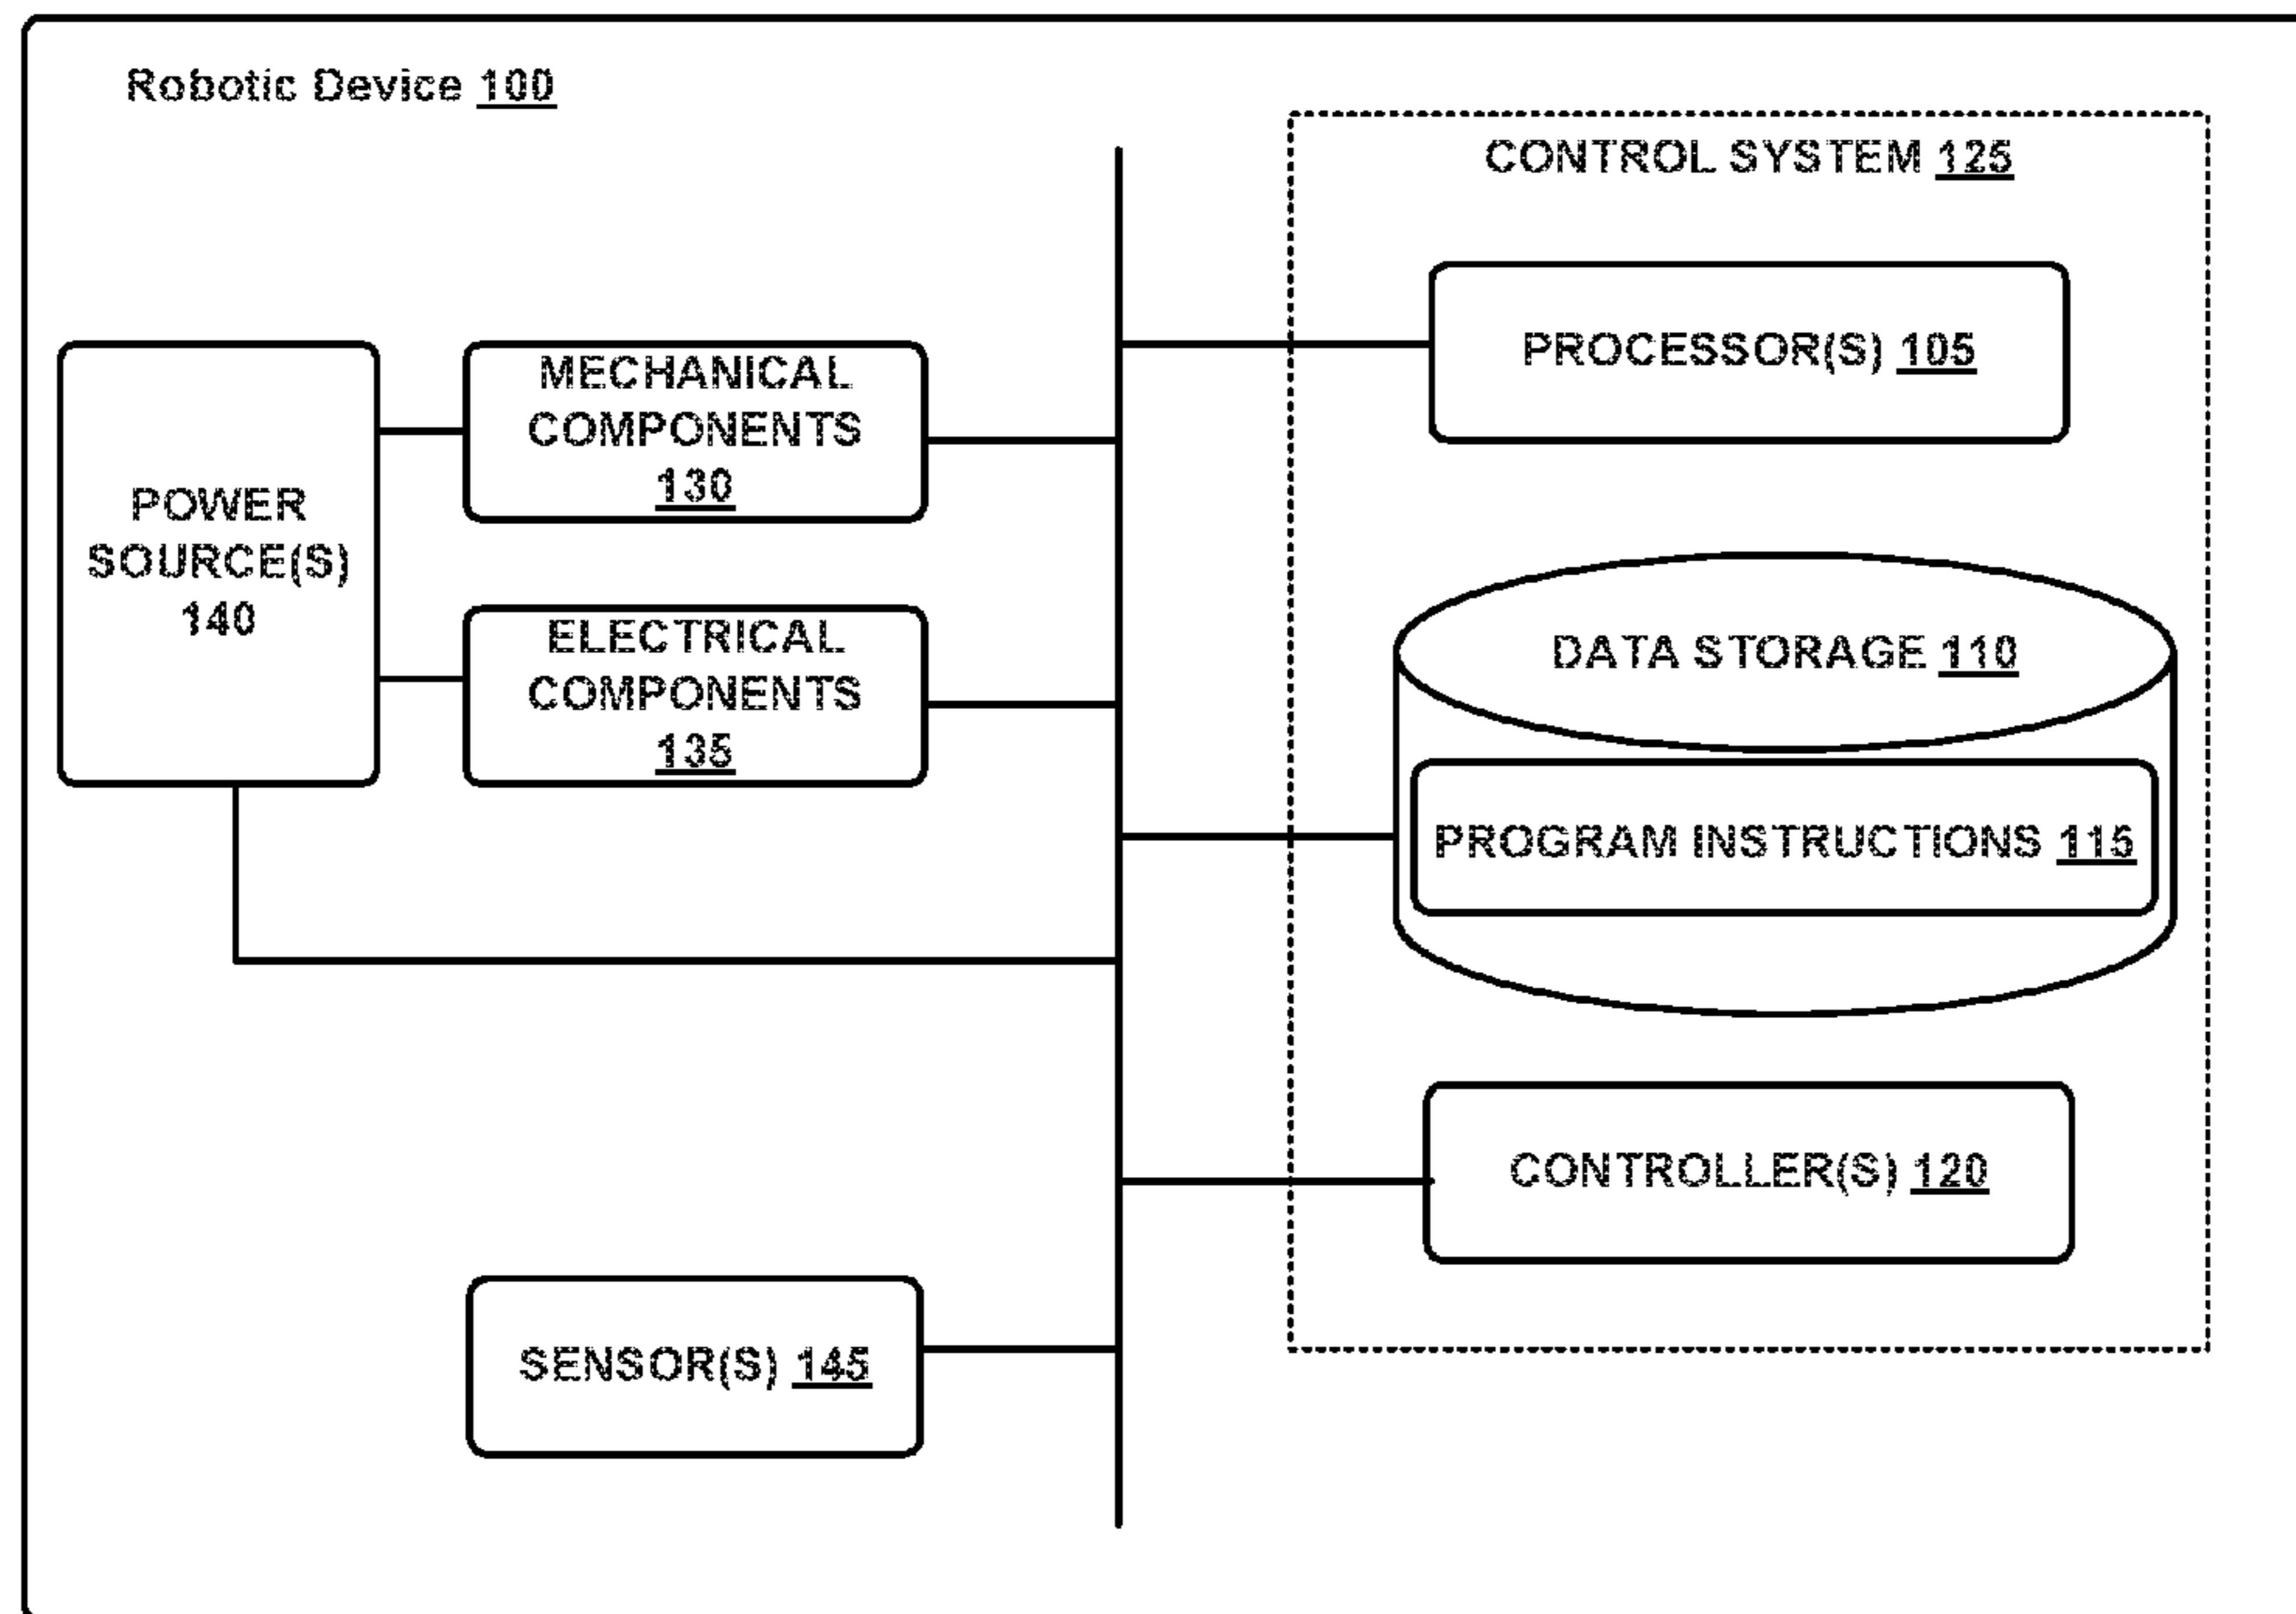 Robotic Device 100
CONTROL SYSTEM 125
PROCESSOR(S) 105
MECHANICAL
COMPONENTS
130
POWER
SOURCE(S)
140
ELECTRICAL
COMPONENTS
135
DATA STORAGE 110
PROGRAM INSTRUCTIONS 115
CONTROLLER(S) 120
SENSOR(S) 145